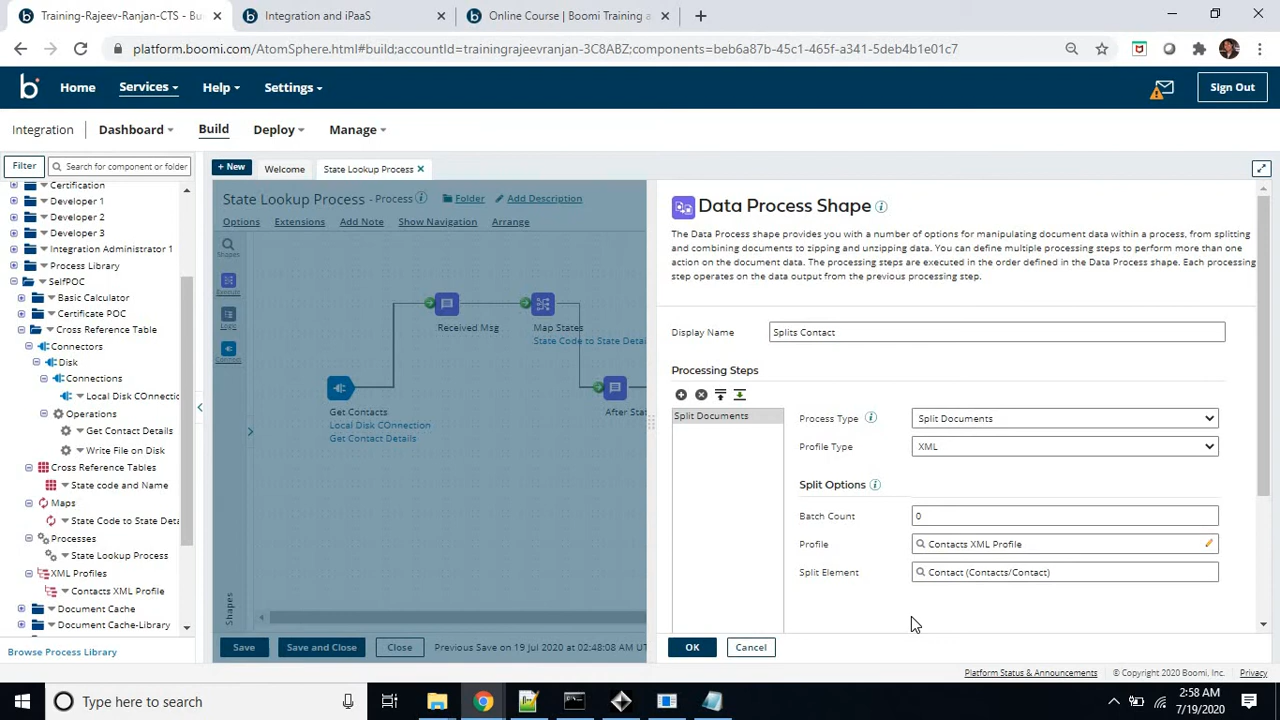 Training-Rajeev-Ranjan-CTS - Bu
Integration and iPaaS
Online Course | Boomi Training a
platform.boomi.com/AtomSphere.html#build;accountId=trainingrajeevranjan-3C8ABZ;components=beb6a87b-45c1-465f-a341-5deb4b1e01c7
Home
Services
Help
Settings
Sign Out
Integration
Dashboard
Build
Deploy
Manage
Filter
Search for component or folder
+ New
Welcome
State Lookup Process
Certification
Developer 1
Developer 2
Developer 3
Integration Administrator 1
Process Library
SelfPOC
Basic Calculator
Certificate POC
Cross Reference Table
Connectors
Disk
Connections
Local Disk COnnectio
Operations
Get Contact Details
Write File on Disk
Cross Reference Tables
State code and Name
Maps
State Code to State Deta
Processes
State Lookup Process
XML Profiles
Contacts XML Profile
Document Cache
Document Cache-Library
Browse Process Library
State Lookup Process - Process
Folder
Add Description
Options
Extensions
Add Note
Show Navigation
Arrange
Shapes
Execute
Logic
Connect
Received Msg
Map States
State Code to State Detai
Get Contacts
Local Disk COnnection
Get Contact Details
After Stat
Shapes
Save
Save and Close
Close
Previous Save on 19 Jul 2020 at 02:48:08 AM UT
Data Process Shape
The Data Process shape provides you with a number of options for manipulating document data within a process, from splitting
and combining documents to zipping and unzipping data. You can define multiple processing steps to perform more than one
action on the document data. The processing steps are executed in the order defined in the Data Process shape. Each processing
step operates on the data output from the previous processing step.
Display Name
Splits Contact
Processing Steps
Split Documents
Process Type
Split Documents
Profile Type
XML
Split Options
Batch Count
0
Profile
Contacts XML Profile
Split Element
Contact (Contacts/Contact)
OK
Cancel
Platform Status & Announcements
© Copyright 2020 Boomi, Inc.
Privacy
Type here to search
2:58 AM
7/19/2020